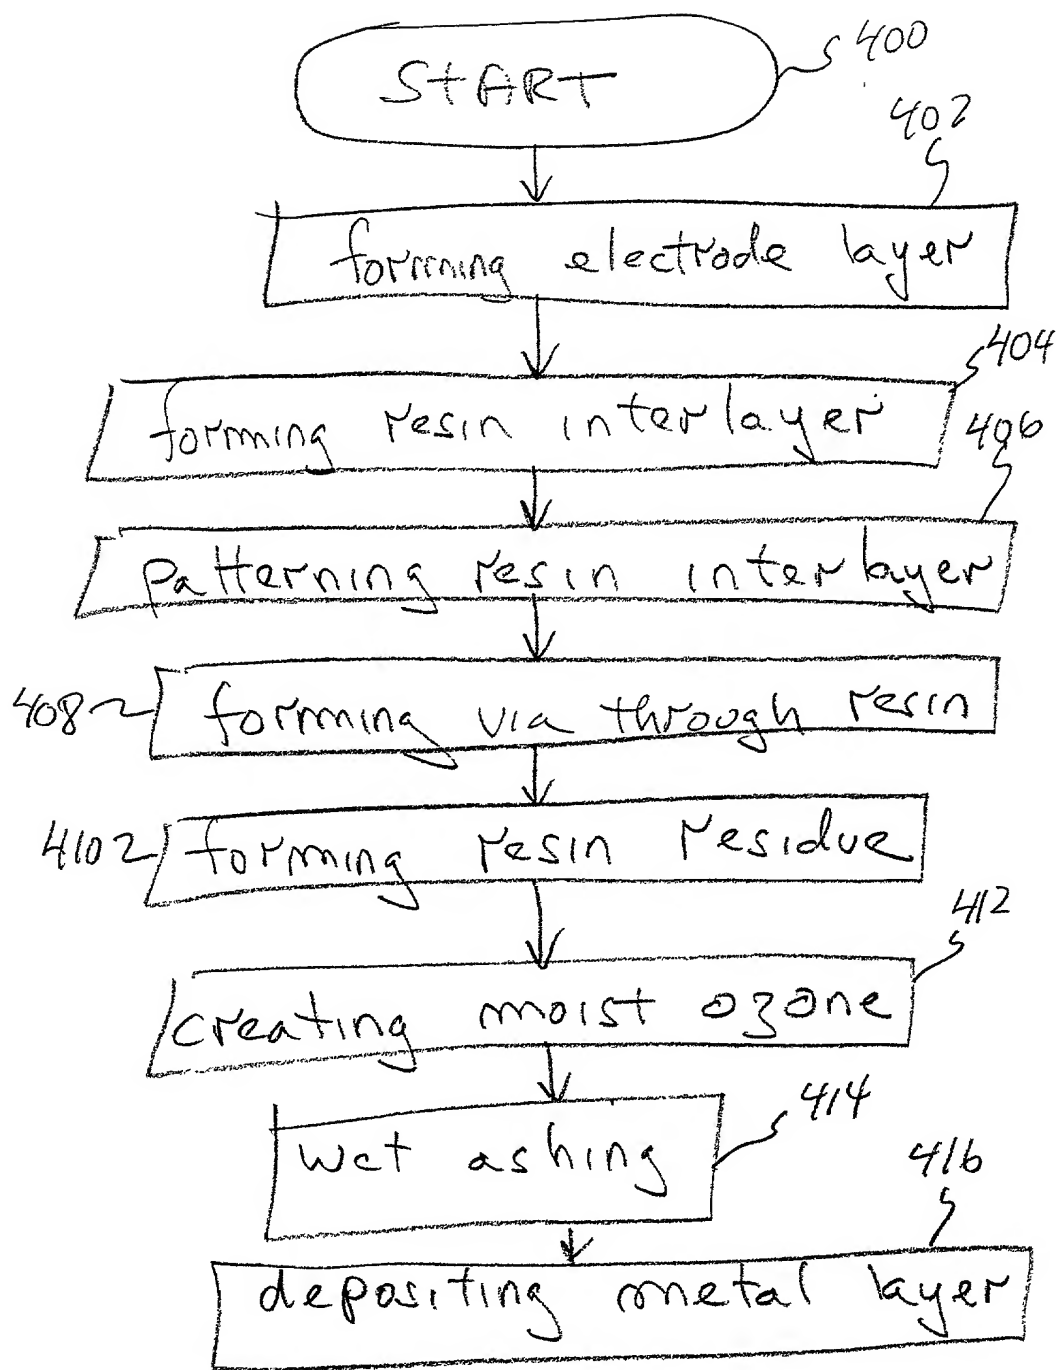 START
400
402
forming electrode layer
404
forming resin interlayer
406
patterning resin interlayer
408
forming via through resin
410
forming resin residue
412
creating moist ozone
414
wet ashing
416
depositing metal layer